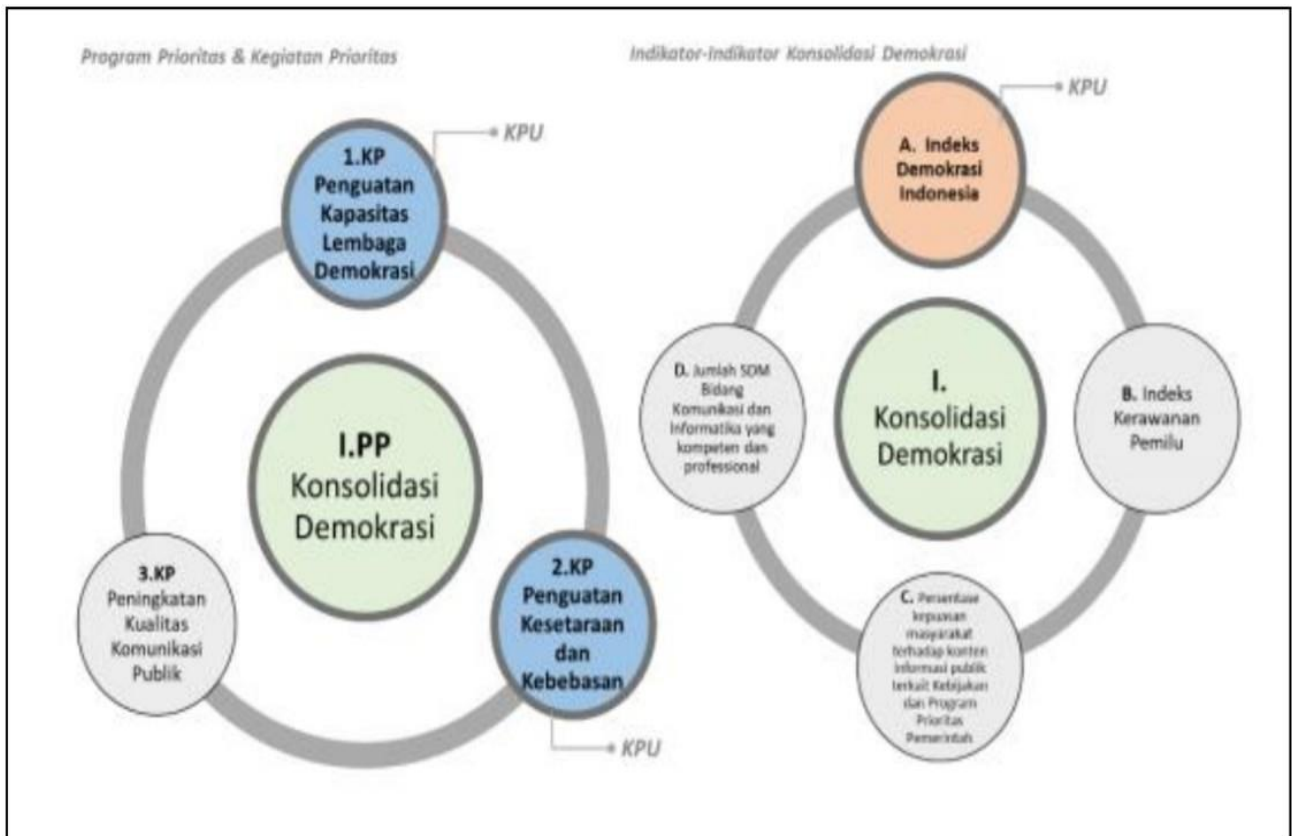 Program Prioritas & Kegiatan Prioritas
KPU
1.KP
Penguatan
Kapasitas
Lembaga
Demokrasi
I.PP
Konsolidasi
Demokrasi
3.KP
Peningkatan
Kualitas
Komunikasi
Publik
2.KP
Penguatan
Kesetaraan
dan
Kebebasan
KPU
Indikator-Indikator Konsolidasi Demokrasi
KPU
A. Indeks
Demokrasi
Indonesia
D. Jumlah SDM
Bidang
Komunikasi dan
Informatika yang
kompeten dan
professional
I.
Konsolidasi
Demokrasi
B. Indeks
Kerawanan
Pemilu
C. Persentase
kepuasan
masyarakat
terhadap konten
informasi publik
terkait Kebijakan
dan Program
Prioritas
Pemerintah